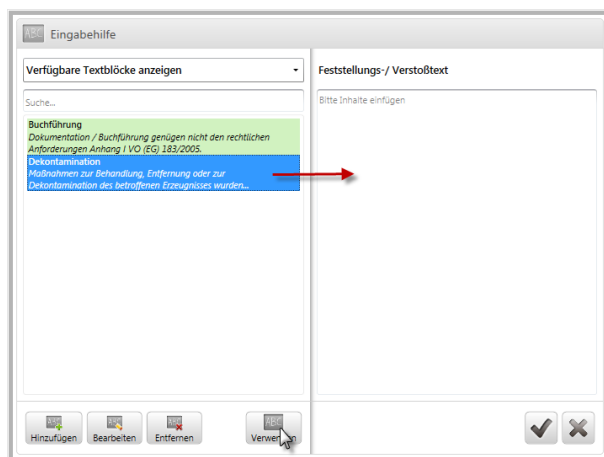 ABC Eingabehilfe
Verfügbare Textblöcke anzeigen
Suche...
Buchführung
Dokumentation / Buchführung genügen nicht den rechtlichen
Anforderungen Anhang I VO (EG) 183/2005.
Dekontamination
Maßnahmen zur Behandlung, Entfernung oder zur
Dekontamination des betroffenen Erzeugnisses wurden...
Hinzufügen
Bearbeiten
Entfernen
ABC
Feststellungs-/ Verstoßtext
Bitte Inhalte einfügen